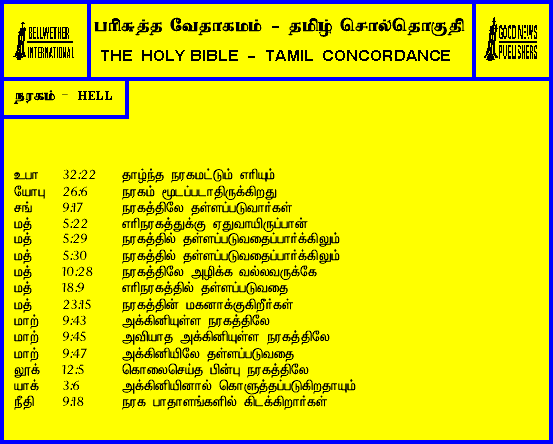 BELLWETHER
INTERNATIONAL
பரிசுத்த வேதாகமம் - தமிழ் சொல்தொகுதி
THE HOLY BIBLE - TAMIL CONCORDANCE
GOOD NEWS
PUBLISHERS
நரகம் - HELL
உபா 32:22 தாழ்ந்த நரகமட்டும் எரியும்
யோபு 26:6 நரகம் மூடப்படாதிருக்கிறது
சங் 9:17 நரகத்திலே தள்ளப்படுவார்கள்
மத் 5:22 எரிநரகத்துக்கு ஏதுவாயிருப்பான்
மத் 5:29 நரகத்தில் தள்ளப்படுவதைப்பார்க்கிலும்
மத் 5:30 நரகத்தில் தள்ளப்படுவதைப்பார்க்கிலும்
மத் 10:28 நரகத்திலே அழிக்க வல்லவருக்கே
மத் 18:9 எரிநரகத்தில் தள்ளப்படுவதை
மத் 23:15 நரகத்தின் மகனாக்குகிறீர்கள்
மாற் 9:43 அக்கினியுள்ள நரகத்திலே
மாற் 9:45 அவியாத அக்கினியுள்ள நரகத்திலே
மாற் 9:47 அக்கினியிலே தள்ளப்படுவதை
லூக் 12:5 கொலைசெய்த பின்பு நரகத்திலே
யாக் 3:6 அக்கினியினால் கொளுத்தப்படுகிறதாயும்
நீதி 9:18 நரக பாதாளங்களில் கிடக்கிறார்கள்